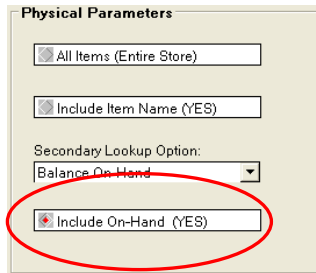 Physical Parameters
All Items (Entire Store)
Include Item Name (YES)
Secondary Lookup Option:
Balance On-Hand
Include On-Hand (YES)